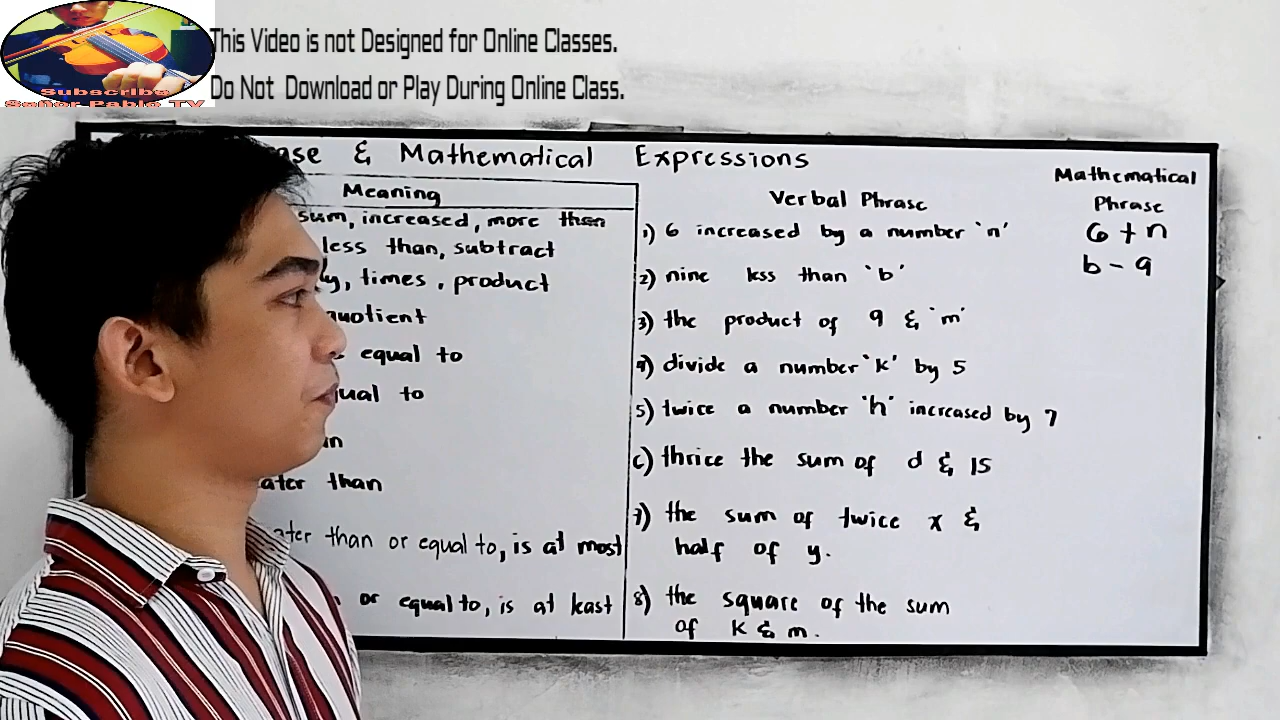 This Video is not Designed for Online Classes.
Do Not Download or Play During Online Class.
Subscribe
Señor Pablo TV
& Mathematical Expressions
Meaning
sum, increased, more than
less than, subtract
times, product
equal to
to
than
than or equal to, is at most
or equal to, is at least
Verbal Phrase
1) 6 increased by a number 'n'
2) nine less than 'b'
3) the product of 9 & 'm'
4) divide a number 'k' by 5
5) twice a number 'h' increased by 7
6) thrice the sum of d & 15
7) the sum of twice x &
half of y.
8) the square of the sum
of k & m.
Mathematical
Phrase
6 + n
b - 9